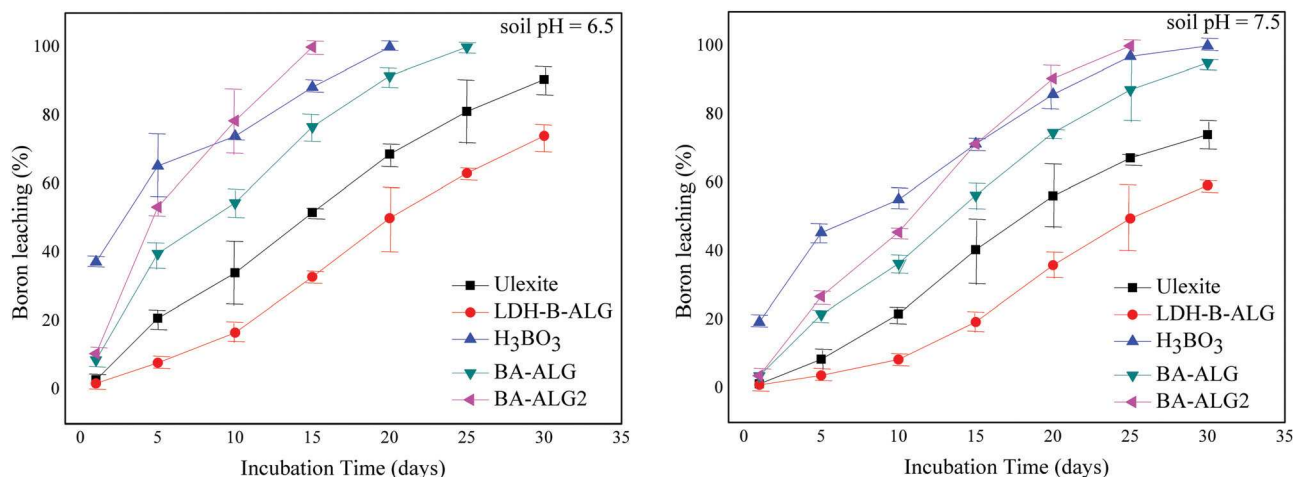 soil pH = 6.5
100
80
60
40
20
0
Boron leaching (%)
Ulexite
LDH-B-ALG
H₃BO₃
BA-ALG
BA-ALG2
0 5 10 15 20 25 30 35
Incubation Time (days)
soil pH = 7.5
100
80
60
40
20
0
Boron leaching (%)
Ulexite
LDH-B-ALG
H₃BO₃
BA-ALG
BA-ALG2
0 5 10 15 20 25 30 35
Incubation Time (days)